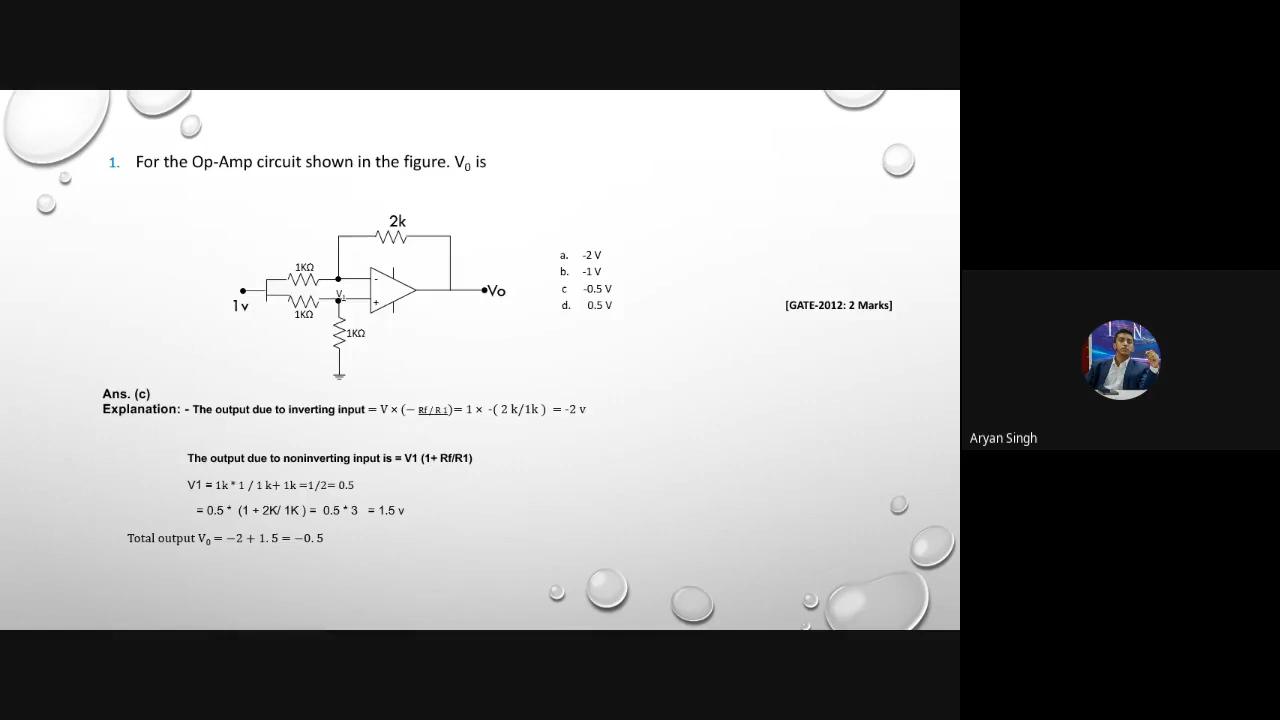 1. For the Op-Amp circuit shown in the figure. V₀ is
2k
1KΩ
a. -2 V
b. -1 V
c -0.5 V
d. 0.5 V
[GATE-2012: 2 Marks]
-
+
V₁
Vo
1 v
1KΩ
1KΩ
Ans. (c)
Explanation: - The output due to inverting input = V × (− Rf / R 1)= 1 × -( 2 k/1k ) = -2 v
The output due to noninverting input is = V1 (1+ Rf/R1)
V1 = 1k * 1 / 1 k+ 1k =1/2= 0.5
= 0.5 * (1 + 2K/ 1K ) = 0.5 * 3 = 1.5 v
Total output V₀ = −2 + 1. 5 = −0. 5
I N
Aryan Singh